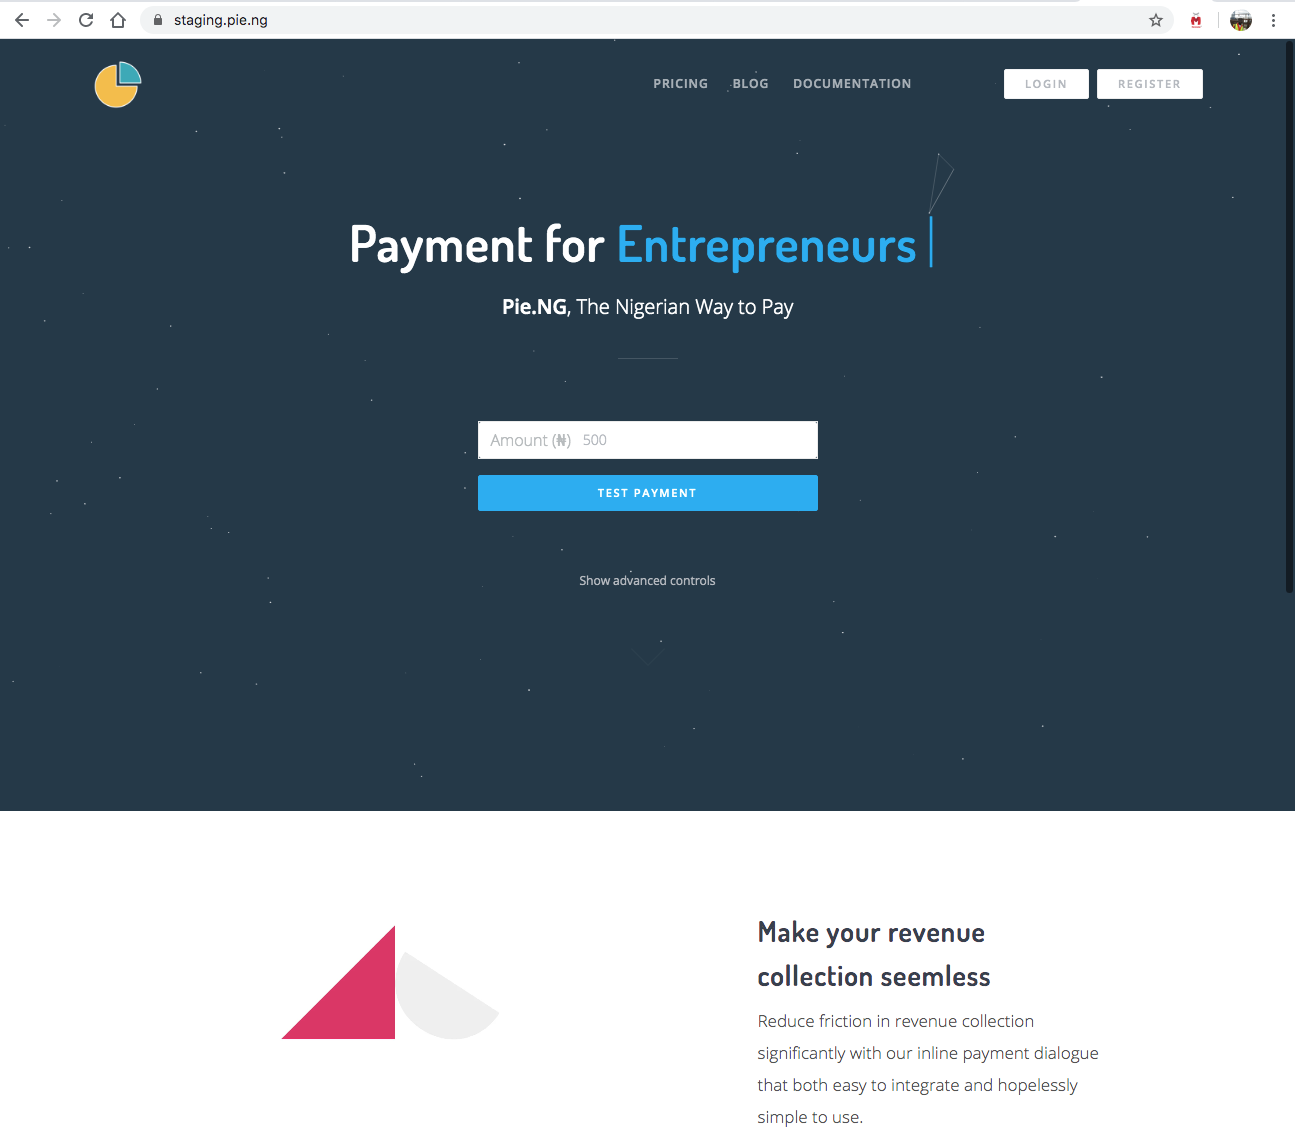 staging.pie.ng
PRICING BLOG DOCUMENTATION LOGIN REGISTER
Payment for Entrepreneurs
Pie.NG, The Nigerian Way to Pay
Amount (₦) 500
TEST PAYMENT
Show advanced controls
Make your revenue
collection seemless
Reduce friction in revenue collection
significantly with our inline payment dialogue
that both easy to integrate and hopelessly
simple to use.